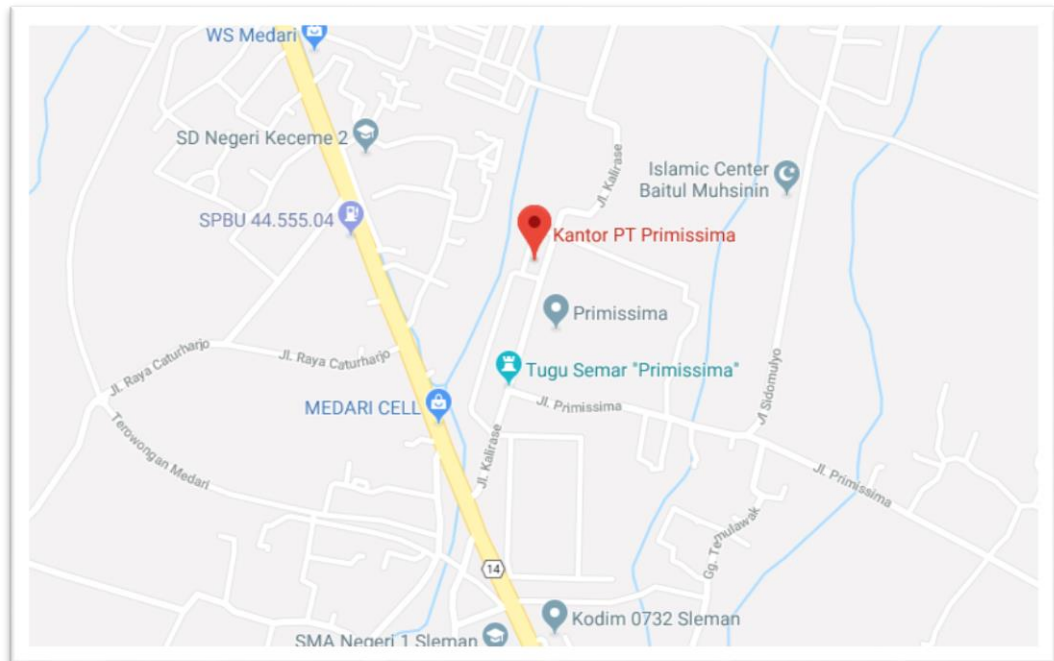 WS Medari
SD Negeri Keceme 2
Jl. Kalirase
Islamic Center
Baitul Muhsinin
SPBU 44.555.04
Kantor PT Primissima
Primissima
Jl. Raya Caturharjo
Jl. Raya Caturharjo
Tugu Semar "Primissima"
Jl Sidomulyo
MEDARI CELL
Jl. Primissima
Terowongan Medari
Jl. Kalirase
Jl. Primissima
Gg. Temulawak
14
Kodim 0732 Sleman
SMA Negeri 1 Sleman